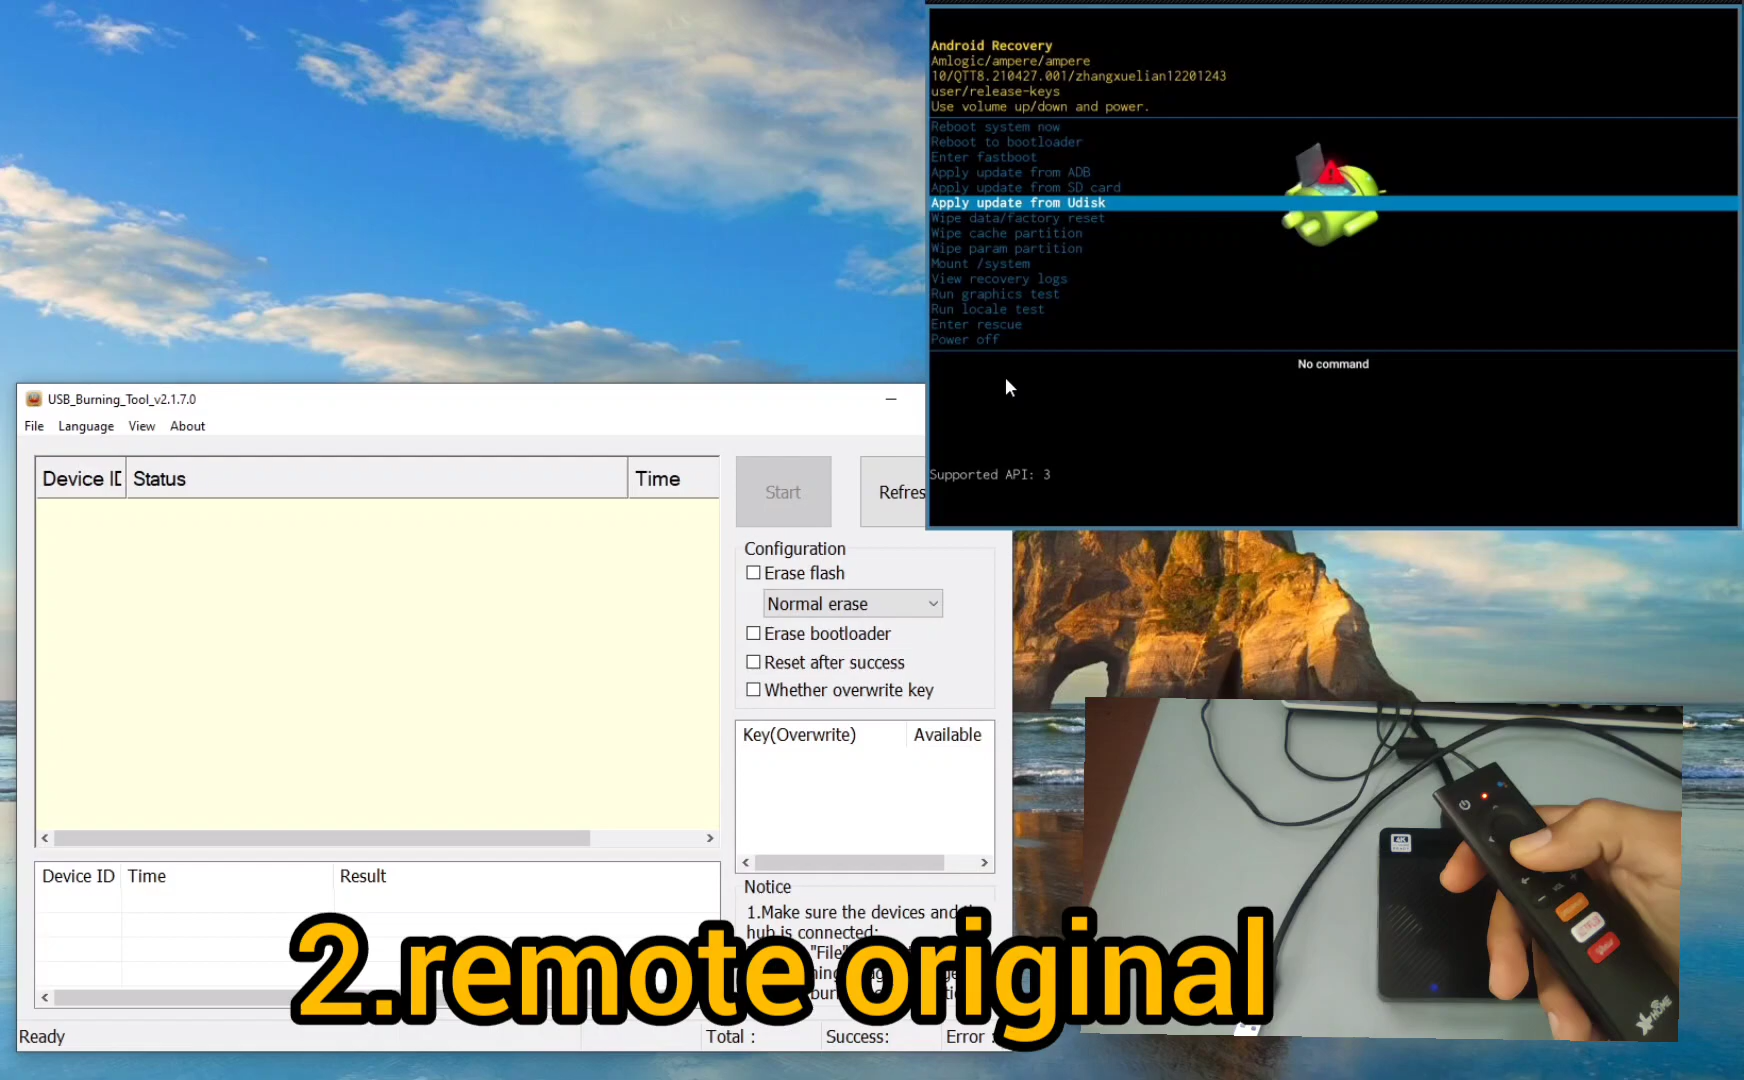 Android Recovery
Amlogic/ampere/ampere
10/QTT8.210427.001/zhangxuelian12201243
user/release-keys
Use volume up/down and power.
Reboot system now
Reboot to bootloader
Enter fastboot
Apply update from ADB
Apply update from SD card
Apply update from Udisk
Wipe data/factory reset
Wipe cache partition
Wipe param partition
Mount /system
View recovery logs
Run graphics test
Run locale test
Enter rescue
Power off
No command
Supported API: 3
USB_Burning_Tool_v2.1.7.0
File Language View About
Device ID Status Time
Start Refres
Configuration
Erase flash
Normal erase
Erase bootloader
Reset after success
Whether overwrite key
Key(Overwrite) Available
Device ID Time Result
Notice
1.Make sure the devices and
hub is connected;
"File"
2.remote original
Ready Total : Success: Error :
4K
HOME